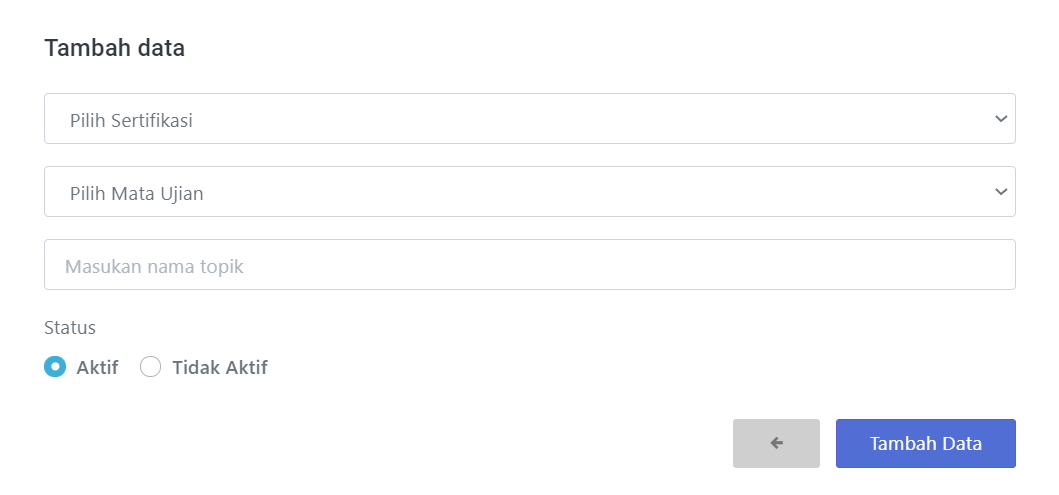 Tambah data
Pilih Sertifikasi
Pilih Mata Ujian
Masukan nama topik
Status
Aktif Tidak Aktif
Tambah Data